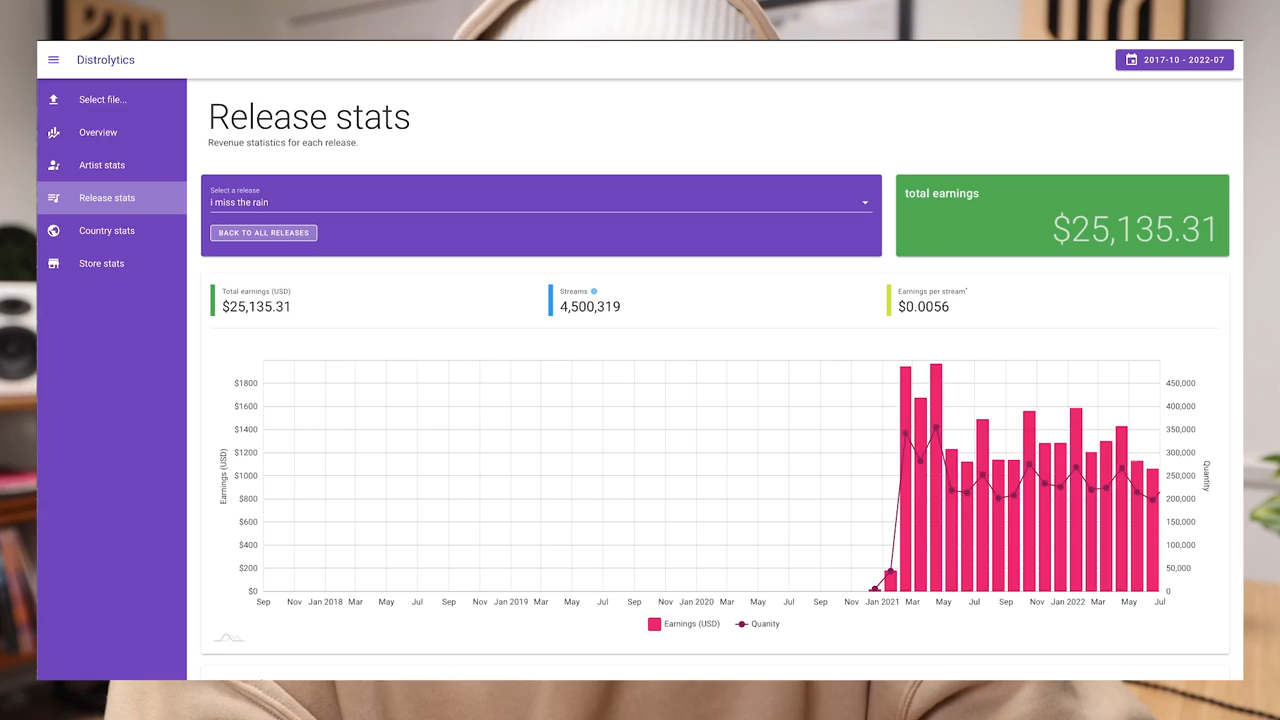 Distrolytics
2017-10 - 2022-07
Select file...
Overview
Artist stats
Release stats
Country stats
Store stats
Release stats
Revenue statistics for each release.
Select a release
i miss the rain
BACK TO ALL RELEASES
total earnings
$25,135.31
Total earnings (USD)
$25,135.31
Streams
4,500,319
Earnings per stream*
$0.0056
$1800
$1600
$1400
$1200
$1000
$800
$600
$400
$200
$0
Earnings (USD)
450,000
400,000
350,000
300,000
250,000
200,000
150,000
100,000
50,000
0
Quantity
Sep Nov Jan 2018 Mar May Jul Sep Nov Jan 2019 Mar May Jul Sep Nov Jan 2020 Mar May Jul Sep Nov Jan 2021 Mar May Jul Sep Nov Jan 2022 Mar May Jul
Earnings (USD) Quanity